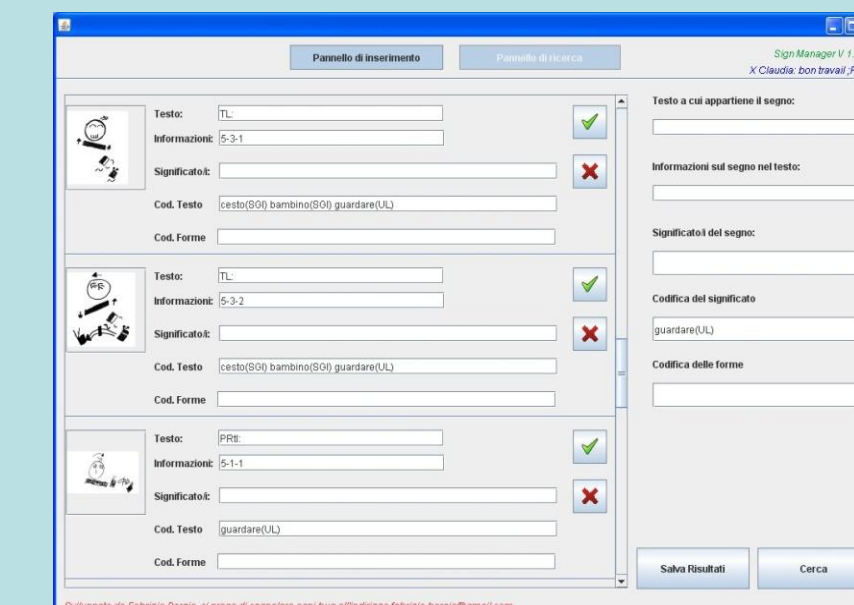 Pannello di inserimento
Pannello di ricerca
Sign Manager V 1.
X Claudia: bon travail ;P
Testo: TL:
Informazioni: 5-3-1
Significato/i:
Cod. Testo cesto(SGI) bambino(SGI) guardare(UL)
Cod. Forme
Testo: TL:
Informazioni: 5-3-2
Significato/i:
Cod. Testo cesto(SGI) bambino(SGI) guardare(UL)
Cod. Forme
Testo: PRtl:
Informazioni: 5-1-1
Significato/i:
Cod. Testo guardare(UL)
Cod. Forme
Testo a cui appartiene il segno:
Informazioni sul segno nel testo:
Significato/i del segno:
Codifica del significato
guardare(UL)
Codifica delle forme
Salva Risultati
Cerca